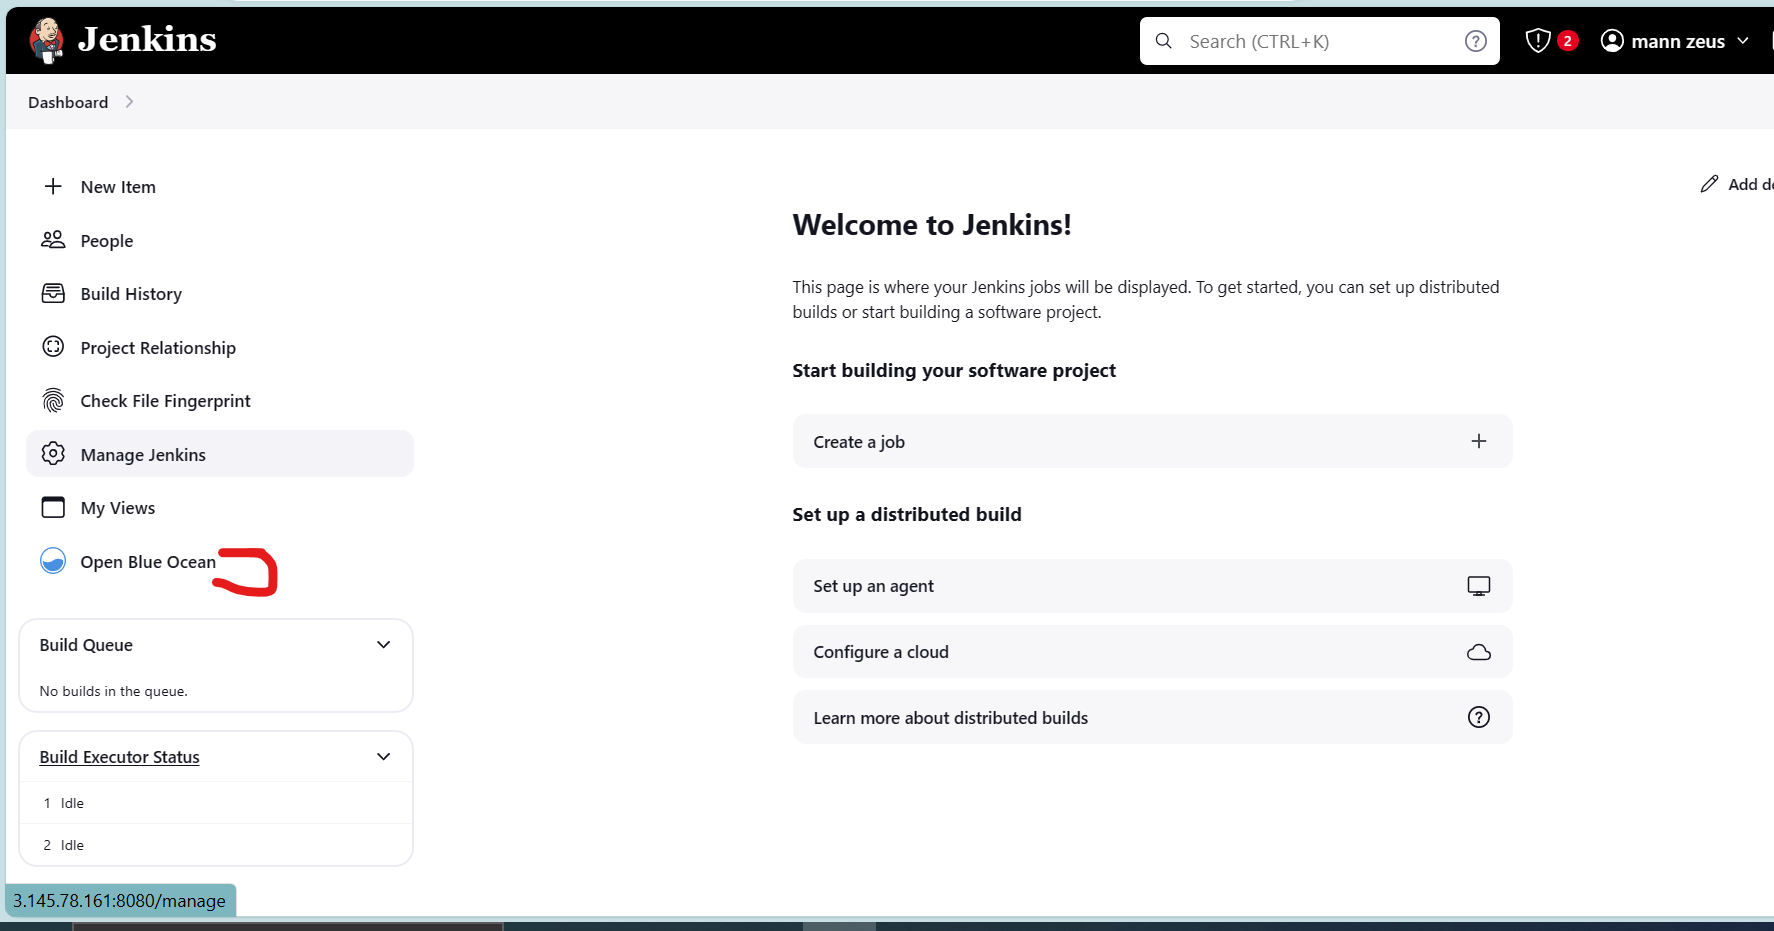 Jenkins
Search (CTRL+K)
2
mann zeus
Dashboard
New Item
People
Build History
Project Relationship
Check File Fingerprint
Manage Jenkins
My Views
Open Blue Ocean
Build Queue
No builds in the queue.
Build Executor Status
1 Idle
2 Idle
Add de
Welcome to Jenkins!
This page is where your Jenkins jobs will be displayed. To get started, you can set up distributed
builds or start building a software project.
Start building your software project
Create a job
Set up a distributed build
Set up an agent
Configure a cloud
Learn more about distributed builds
3.145.78.161:8080/manage